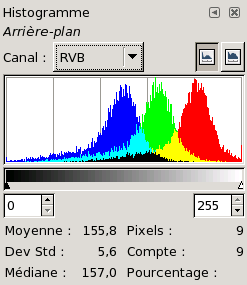 Histogramme
Arrière-plan
Canal : RVB
0 255
Moyenne : 155,8 Pixels : 9
Dev Std : 5,6 Compte : 9
Médiane : 157,0 Pourcentage :